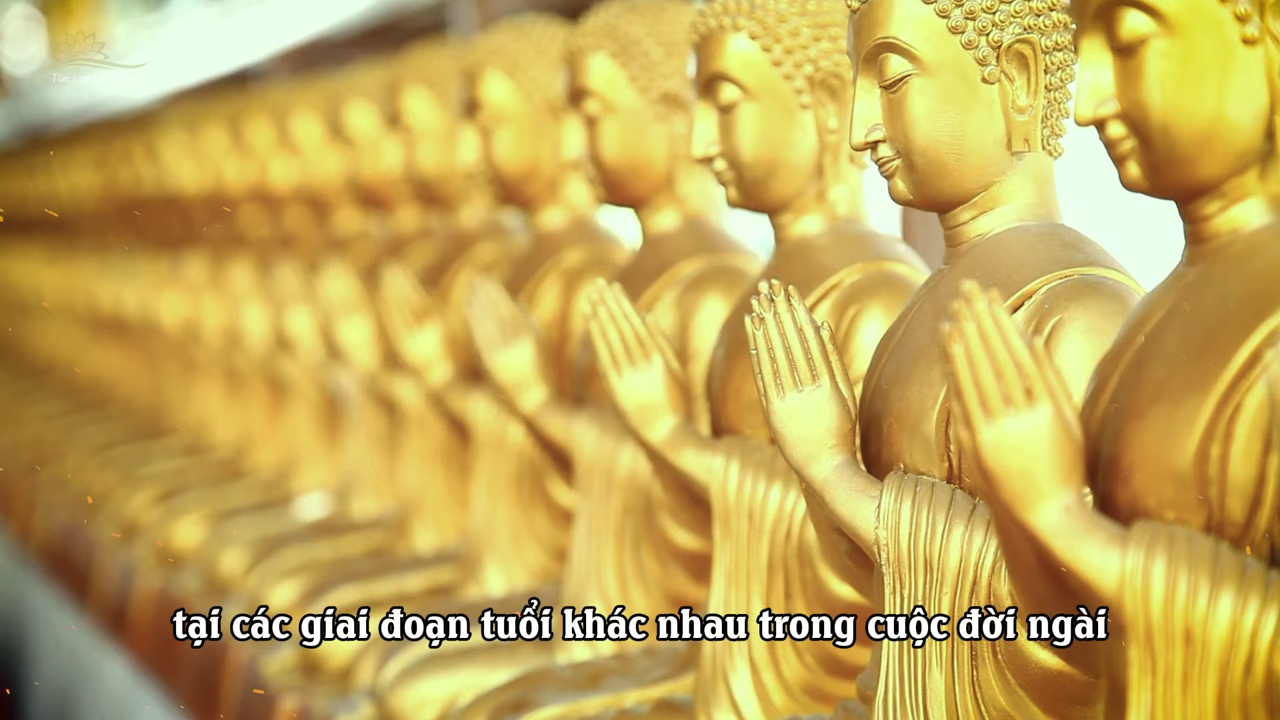 tại các giai đoạn tuổi khác nhau trong cuộc đời ngài